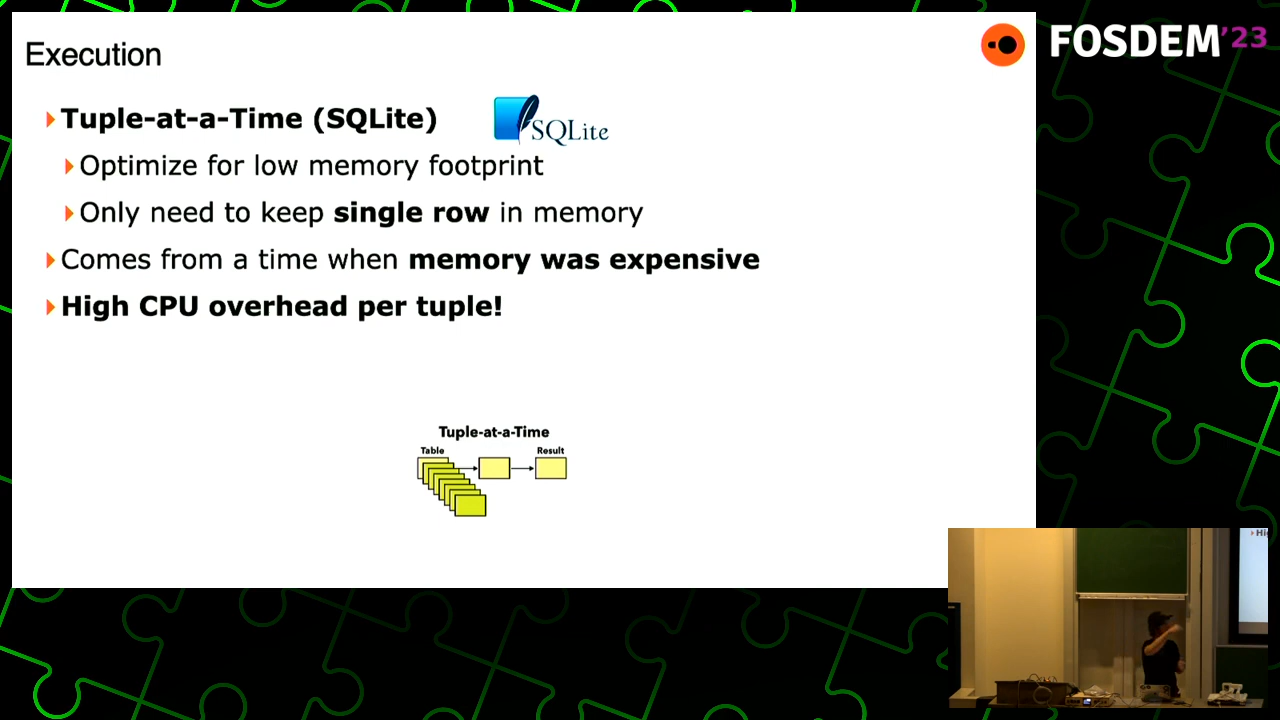 Execution
FOSDEM'23
Tuple-at-a-Time (SQLite)
SQLite
Optimize for low memory footprint
Only need to keep single row in memory
Comes from a time when memory was expensive
High CPU overhead per tuple!
Tuple-at-a-Time
Table
Result
Hig